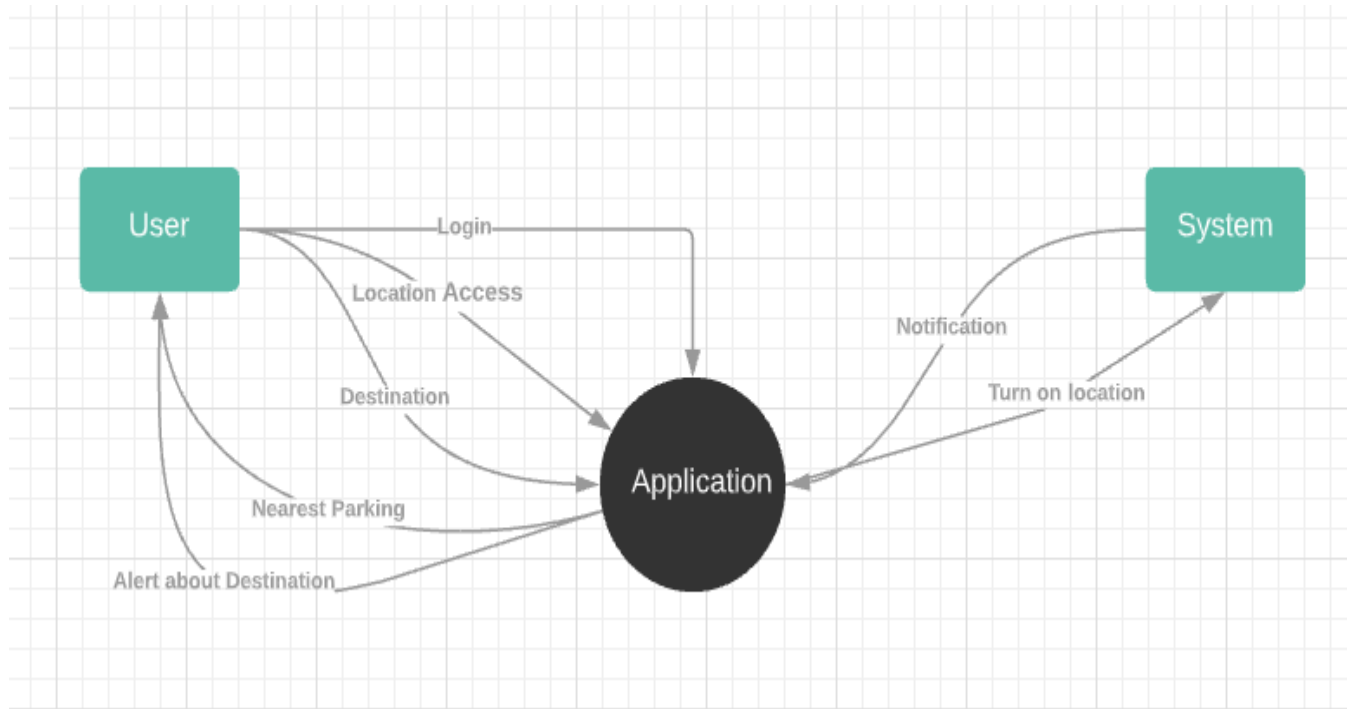 User
System
Login
Location Access
Notification
Destination
Turn on location
Application
Nearest Parking
Alert about Destination